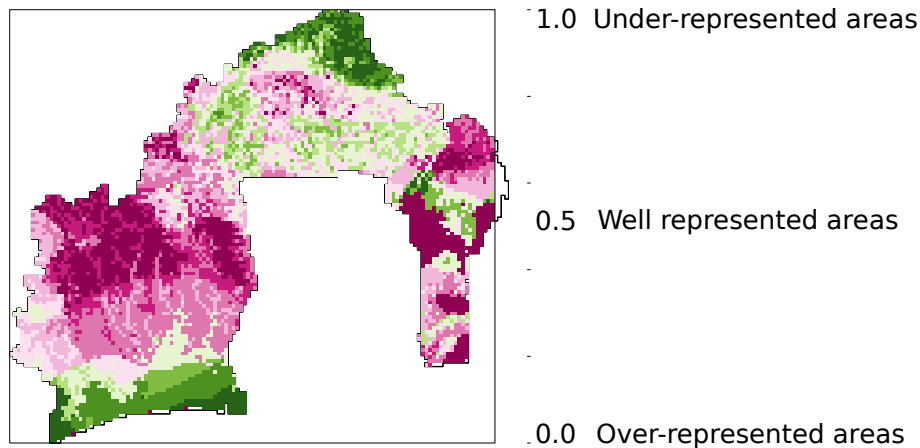 1.0 Under-represented areas
0.5 Well represented areas
0.0 Over-represented areas